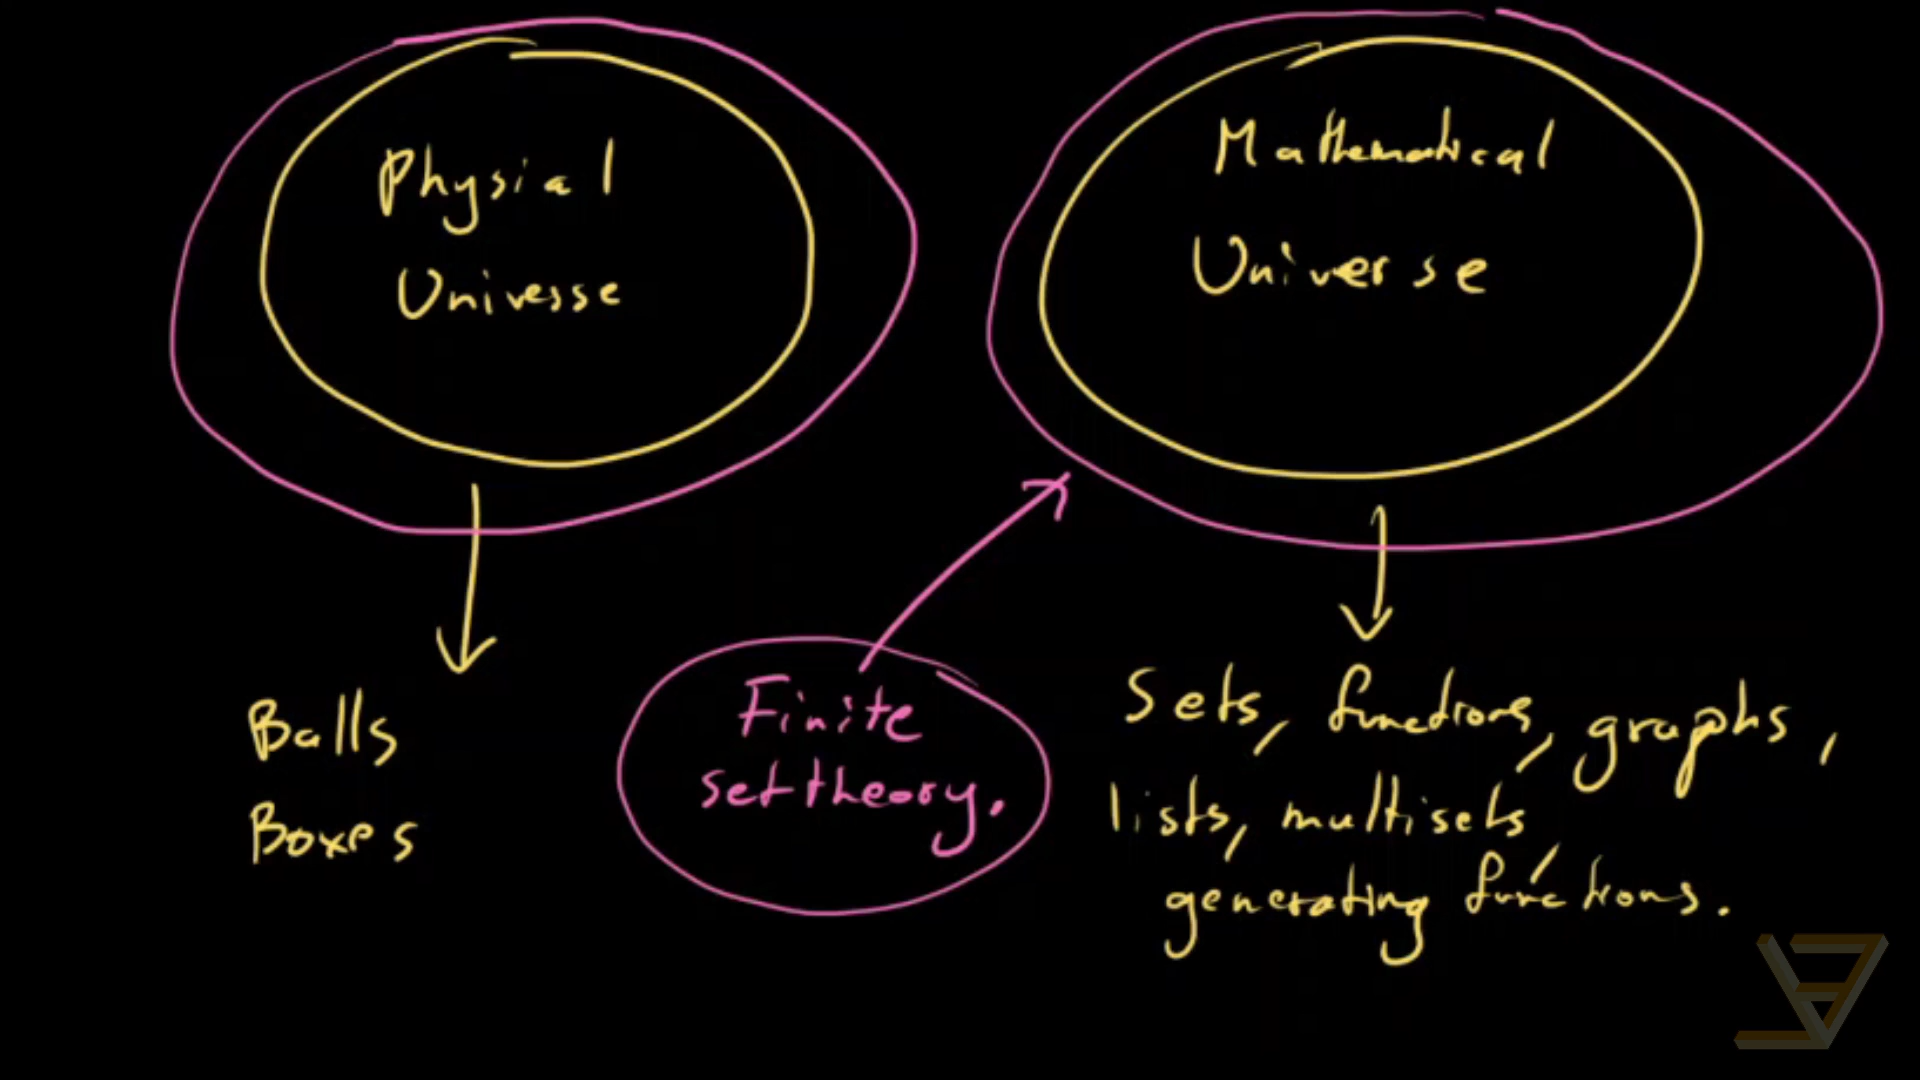 Physial
Universe
Mathematical
Universe
Balls
Boxes
Finite
set theory.
Sets, functions, graphs,
lists, multisets,
generating functions.